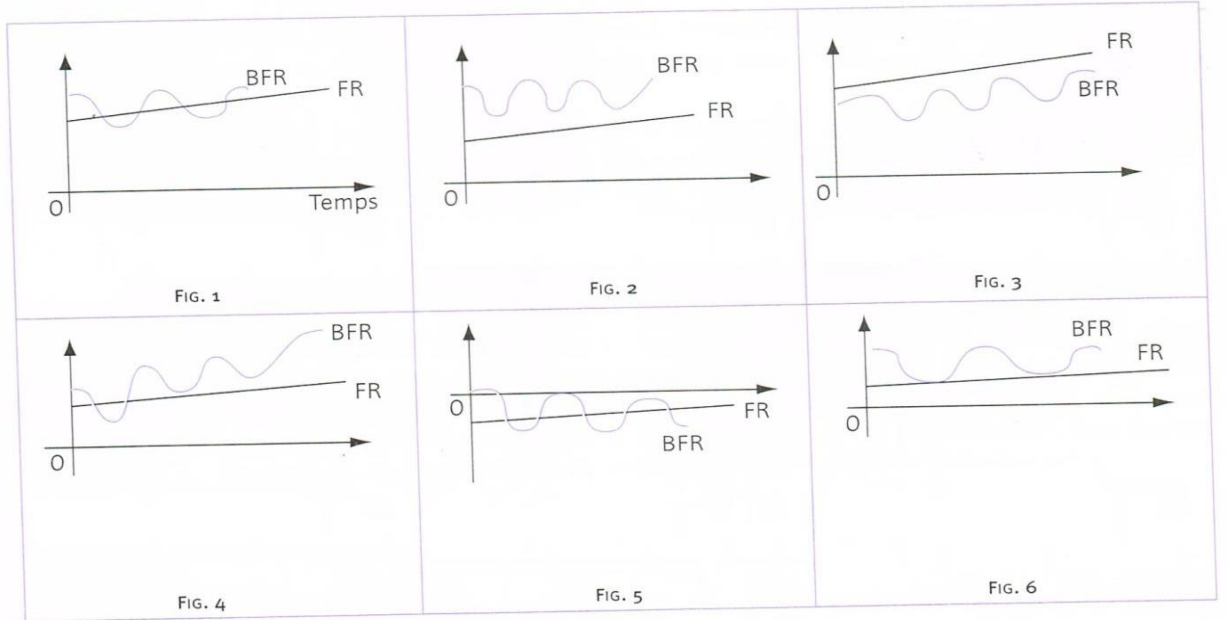 BFR
FR
O
Temps
FIG. 1
BFR
FR
O
FIG. 2
FR
BFR
O
FIG. 3
BFR
FR
O
FIG. 4
O
FR
BFR
FIG. 5
BFR
FR
O
FIG. 6